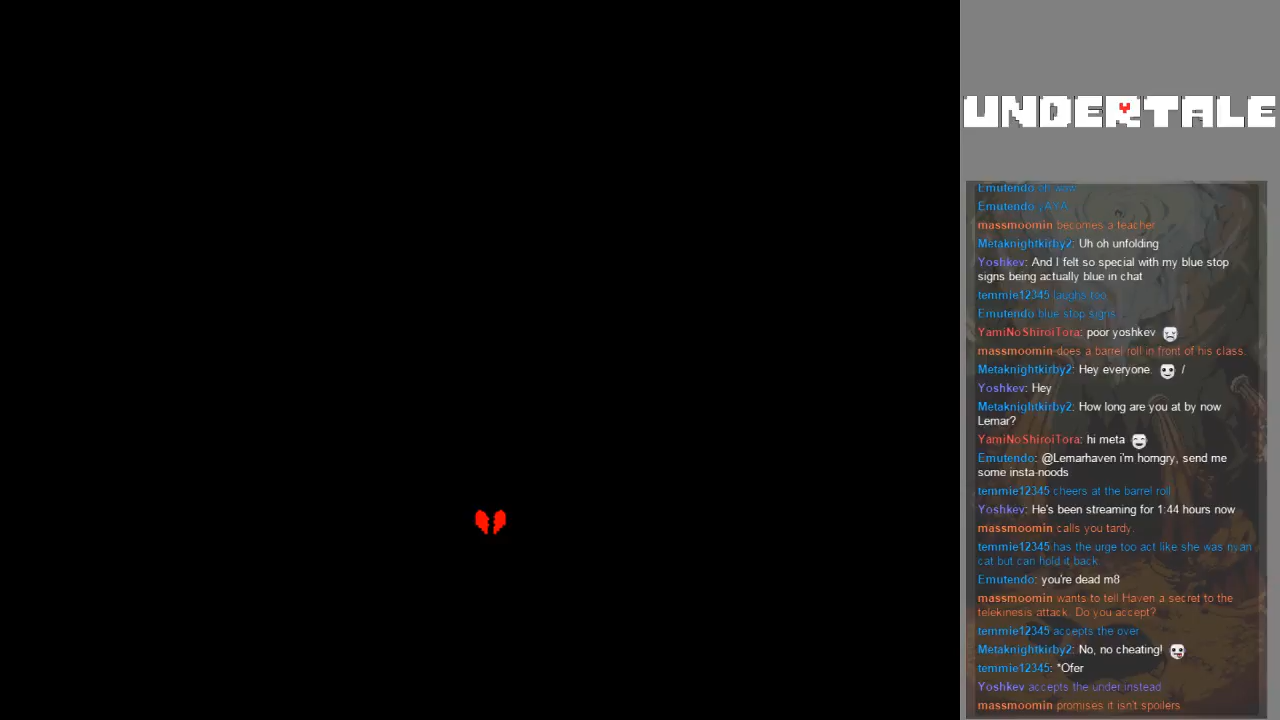 UNDERTALE
Emutendo oh wow
Emutendo yAYA
massmoomin becomes a teacher
Metaknightkirby2: Uh oh unfolding
Yoshkev: And I felt so special with my blue stop
signs being actually blue in chat
temmie12345 laughs too
Emutendo blue stop signs...
YamiNoShiroiTora: poor yoshkev
massmoomin does a barrel roll in front of his class.
Metaknightkirby2: Hey everyone. /
Yoshkev: Hey
Metaknightkirby2: How long are you at by now
Lemar?
YamiNoShiroiTora: hi meta
Emutendo: @Lemarhaven i'm horngry, send me
some insta-noods
temmie12345 cheers at the barrel roll
Yoshkev: He's been streaming for 1:44 hours now
massmoomin calls you tardy.
temmie12345 has the urge too act like she was nyan
cat but can hold it back
Emutendo: you're dead m8
massmoomin wants to tell Haven a secret to the
telekinesis attack. Do you accept?
temmie12345 accepts the over
Metaknightkirby2: No, no cheating!
temmie12345: *Ofer
Yoshkev accepts the under instead
massmoomin promises it isn't spoilers